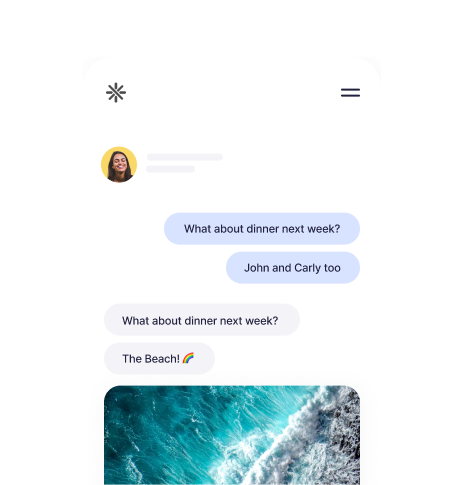 What about dinner next week?
John and Carly too
What about dinner next week?
The Beach! 🌈